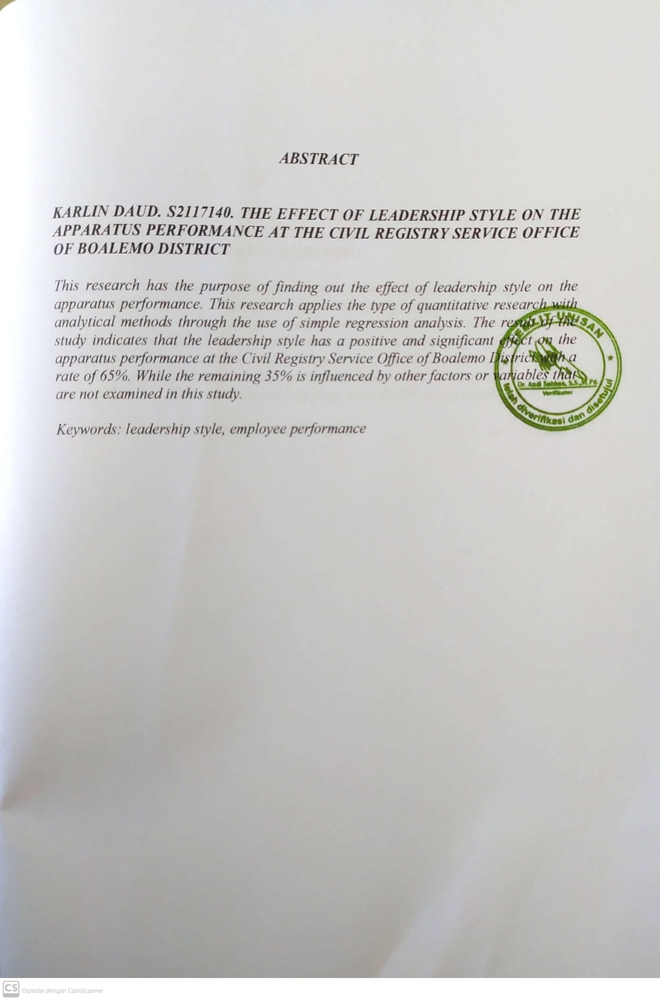 ABSTRACT
KARLIN DAUD. S2117140. THE EFFECT OF LEADERSHIP STYLE ON THE
APPARATUS PERFORMANCE AT THE CIVIL REGISTRY SERVICE OFFICE
OF BOALEMO DISTRICT
This research has the purpose of finding out the effect of leadership style on the
apparatus performance. This research applies the type of quantitative research with
analytical methods through the use of simple regression analysis. The result of the
study indicates that the leadership style has a positive and significant effect on the
apparatus performance at the Civil Registry Service Office of Boalemo District with a
rate of 65%. While the remaining 35% is influenced by other factors or variables that
are not examined in this study.
UNISAN
Dr. Andi Subhan, S.S., M.Pd.
Verifikator
telah diverifikasi dan disetujui
Keywords: leadership style, employee performance
CS Dipindai dengan CamScanner